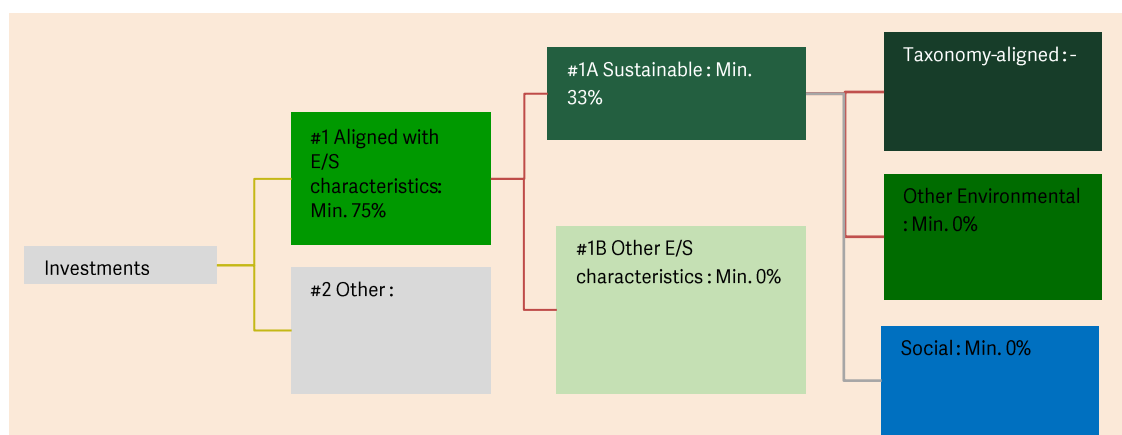 Investments
#1 Aligned with
E/S
characteristics:
Min. 75%
#2 Other :
#1A Sustainable : Min.
33%
#1B Other E/S
characteristics : Min. 0%
Taxonomy-aligned : -
Other Environmental
: Min. 0%
Social : Min. 0%